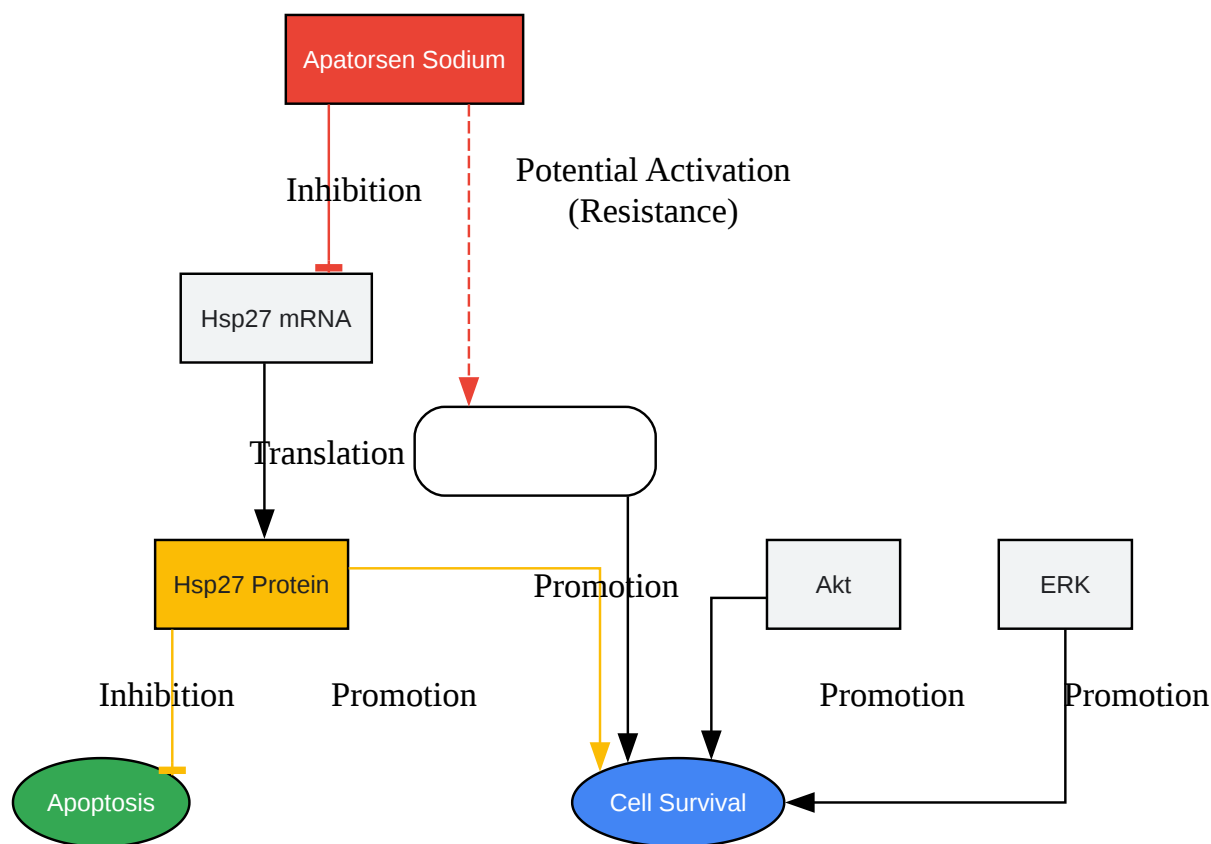 Apatorsen Sodium
Inhibition
Potential Activation
(Resistance)
Hsp27 mRNA
Translation
Hsp27 Protein
Promotion
Akt
ERK
Inhibition
Promotion
Promotion
Promotion
Apoptosis
Cell Survival